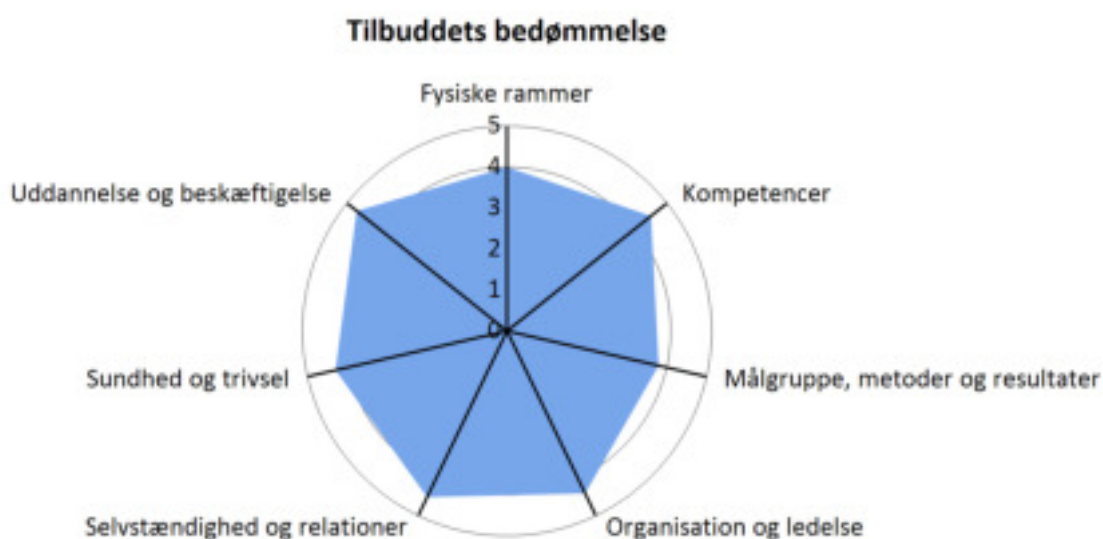 Tilbuddets bedømmelse
Fysiske rammer
5
4
3
2
1
0
Uddannelse og beskæftigelse
Kompetencer
Sundhed og trivsel
Målgruppe, metoder og resultater
Selvstændighed og relationer
Organisation og ledelse